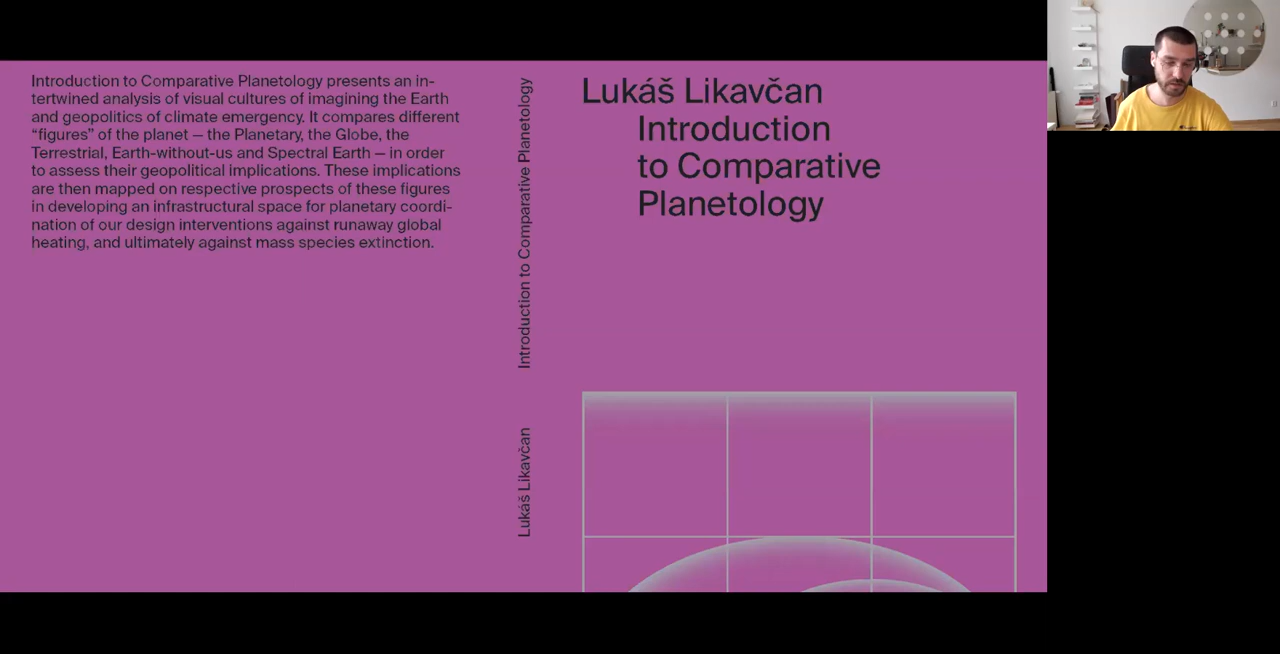 Introduction to Comparative Planetology presents an in-
tertwined analysis of visual cultures of imagining the Earth
and geopolitics of climate emergency. It compares different
“figures” of the planet — the Planetary, the Globe, the
Terrestrial, Earth-without-us and Spectral Earth — in order
to assess their geopolitical implications. These implications
are then mapped on respective prospects of these figures
in developing an infrastructural space for planetary coordi-
nation of our design interventions against runaway global
heating, and ultimately against mass species extinction.
Lukáš Likavčan
Introduction to Comparative Planetology
Lukáš Likavčan
Introduction
to Comparative
Planetology